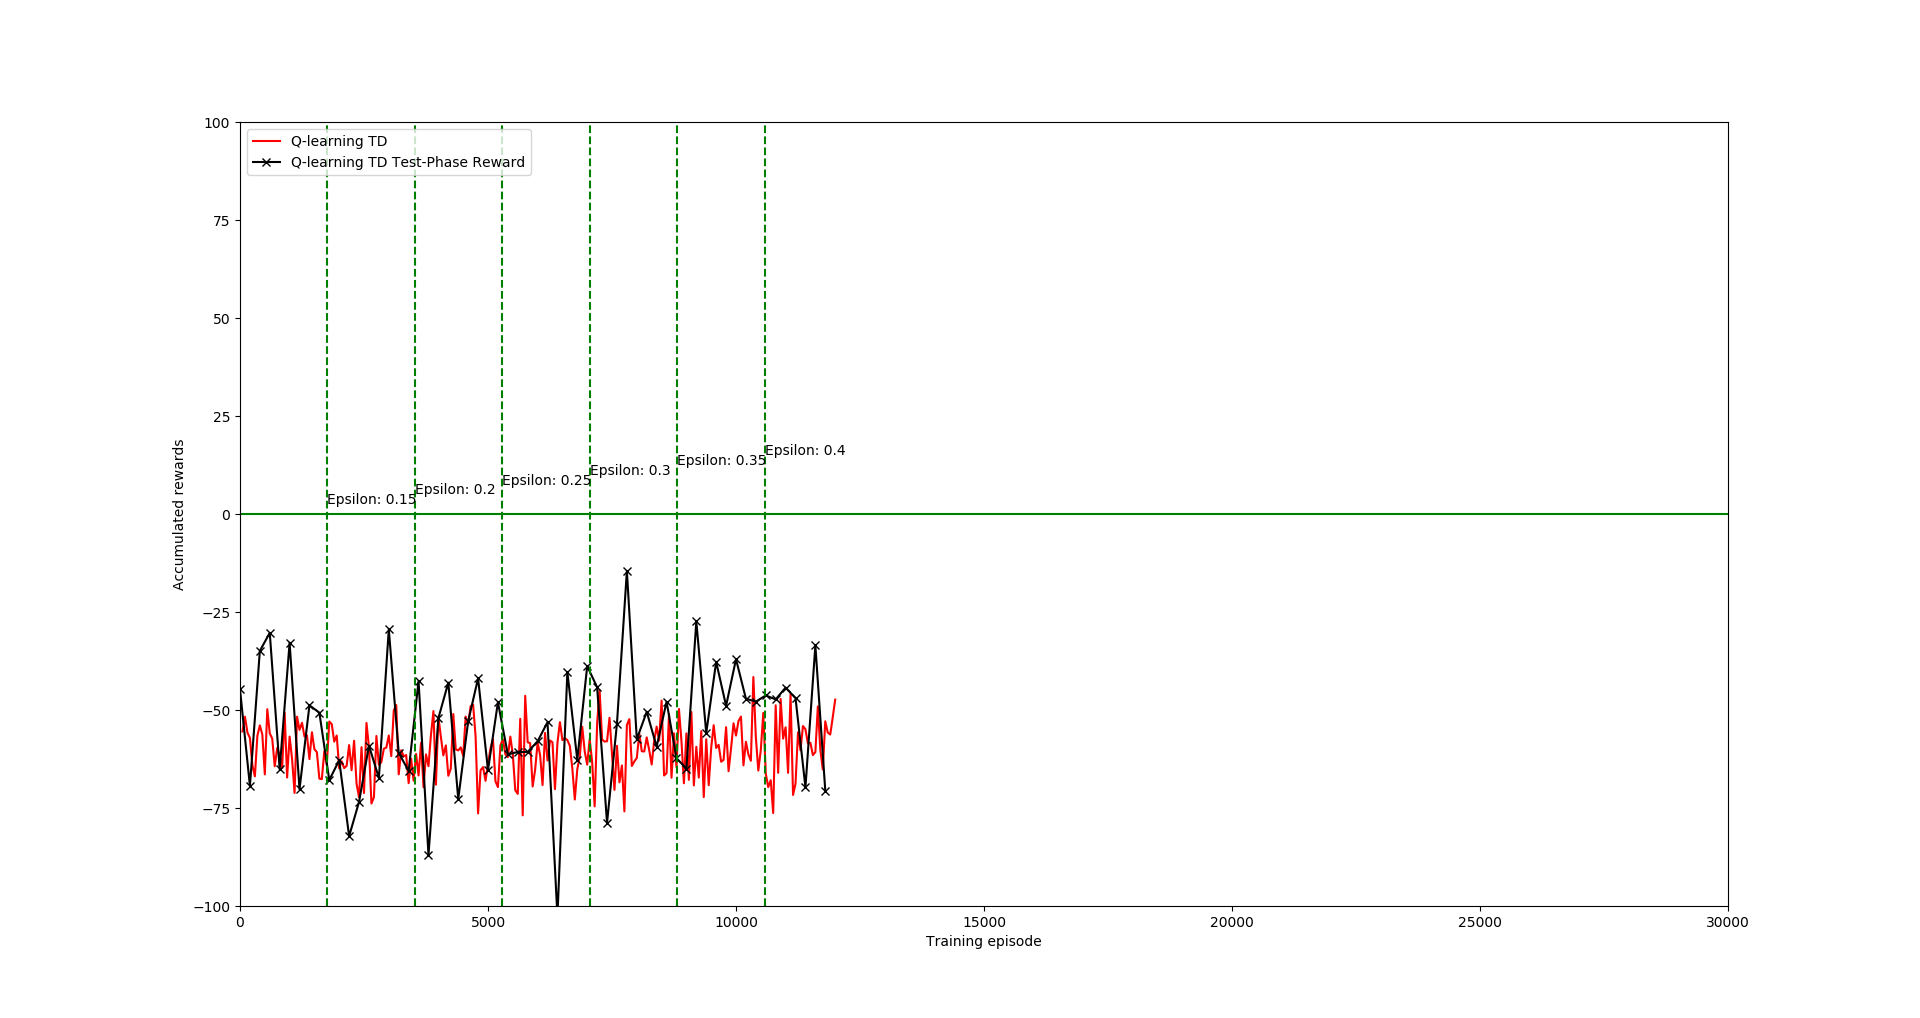 Q-learning TD
Q-learning TD Test-Phase Reward
100
75
50
25
0
−25
−50
−75
−100
Accumulated rewards
Epsilon: 0.15
Epsilon: 0.2
Epsilon: 0.25
Epsilon: 0.3
Epsilon: 0.35
Epsilon: 0.4
0
5000
10000
15000
20000
25000
30000
Training episode